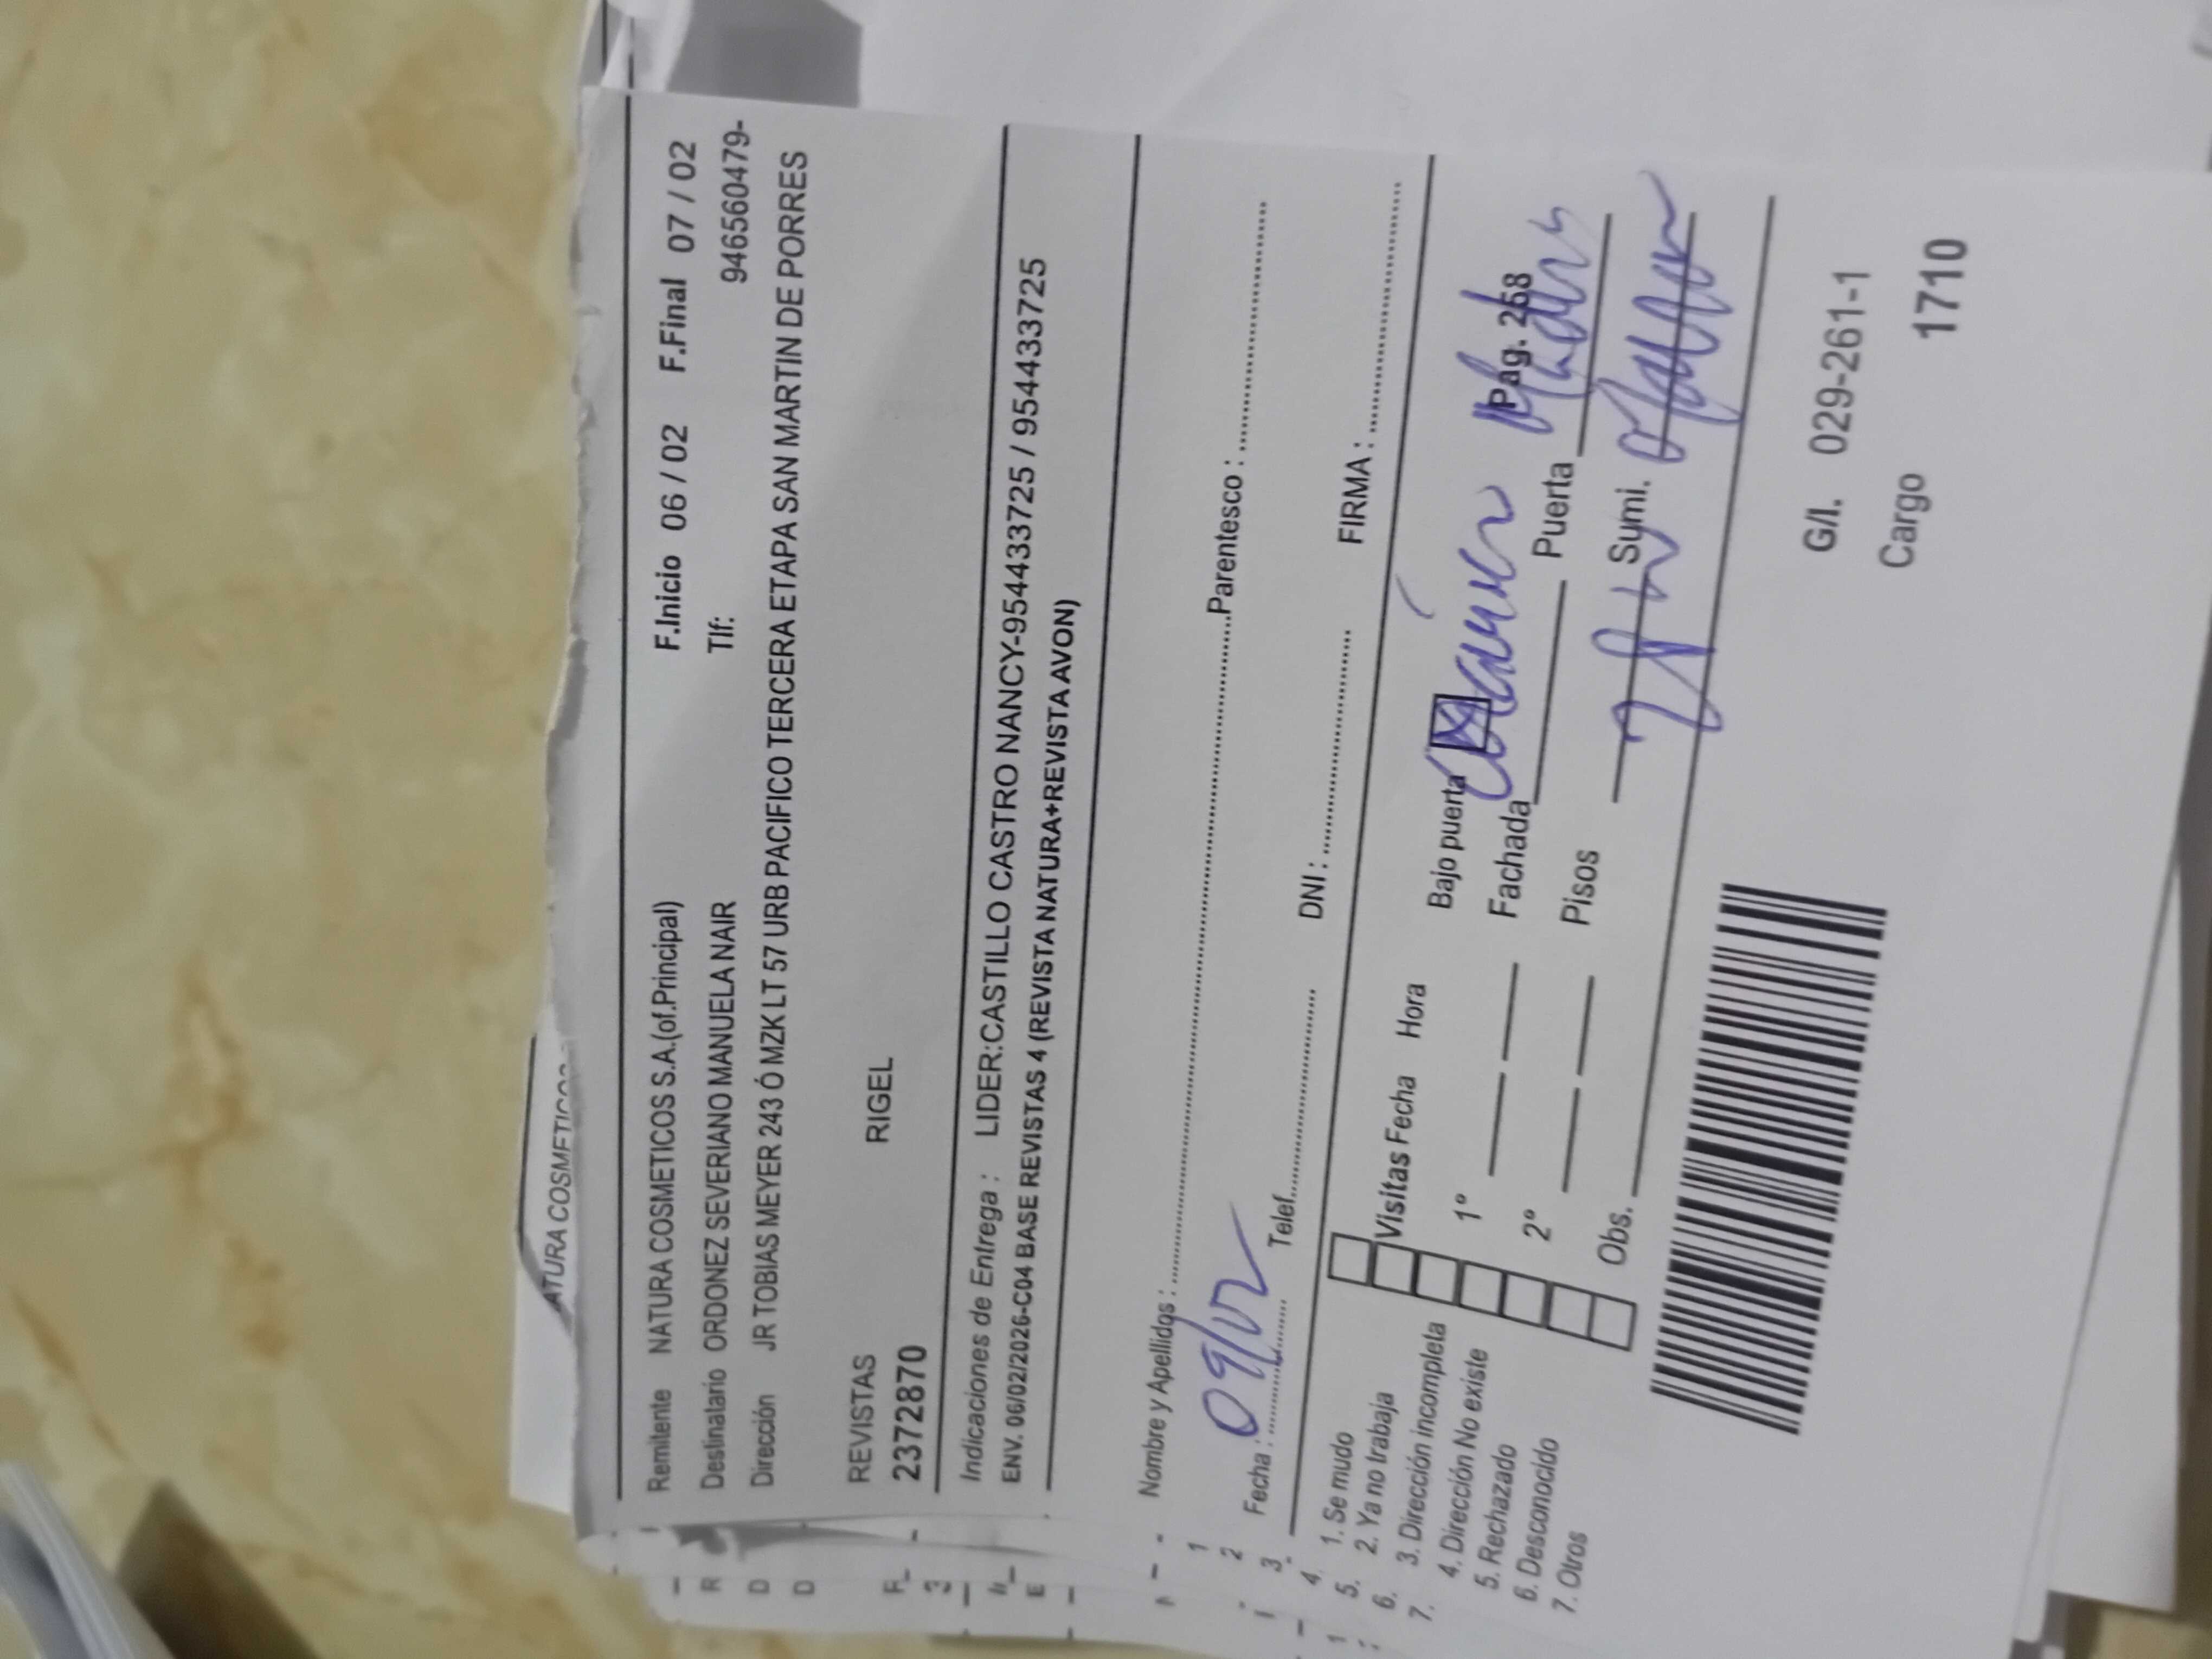 ATURA COSMETICOS
Remitente NATURA COSMETICOS S.A.(of.Principal) F.Inicio 06 / 02 F.Final 07 / 02
Destinatario ORDONEZ SEVERIANO MANUELA NAIR Tlf: 946560479-
Dirección JR TOBIAS MEYER 243 Ó MZK LT 57 URB PACIFICO TERCERA ETAPA SAN MARTIN DE PORRES
REVISTAS RIGEL
2372870
Indicaciones de Entrega : LIDER:CASTILLO CASTRO NANCY-954433725 / 954433725
ENV. 06/02/2026-C04 BASE REVISTAS 4 (REVISTA NATURA+REVISTA AVON)
Nombre y Apellidos : Parentesco :
Fecha : 09/02 Telef. DNI : FIRMA :
1. Se mudo
2. Ya no trabaja
3. Dirección incompleta
4. Dirección No existe
5. Rechazado
6. Desconocido
7. Otros
Visitas Fecha Hora Bajo puerta Pag. 268
1° Fachada Puerta
2° Pisos Sumi.
Obs.
G/I. 029-261-1
Cargo 1710